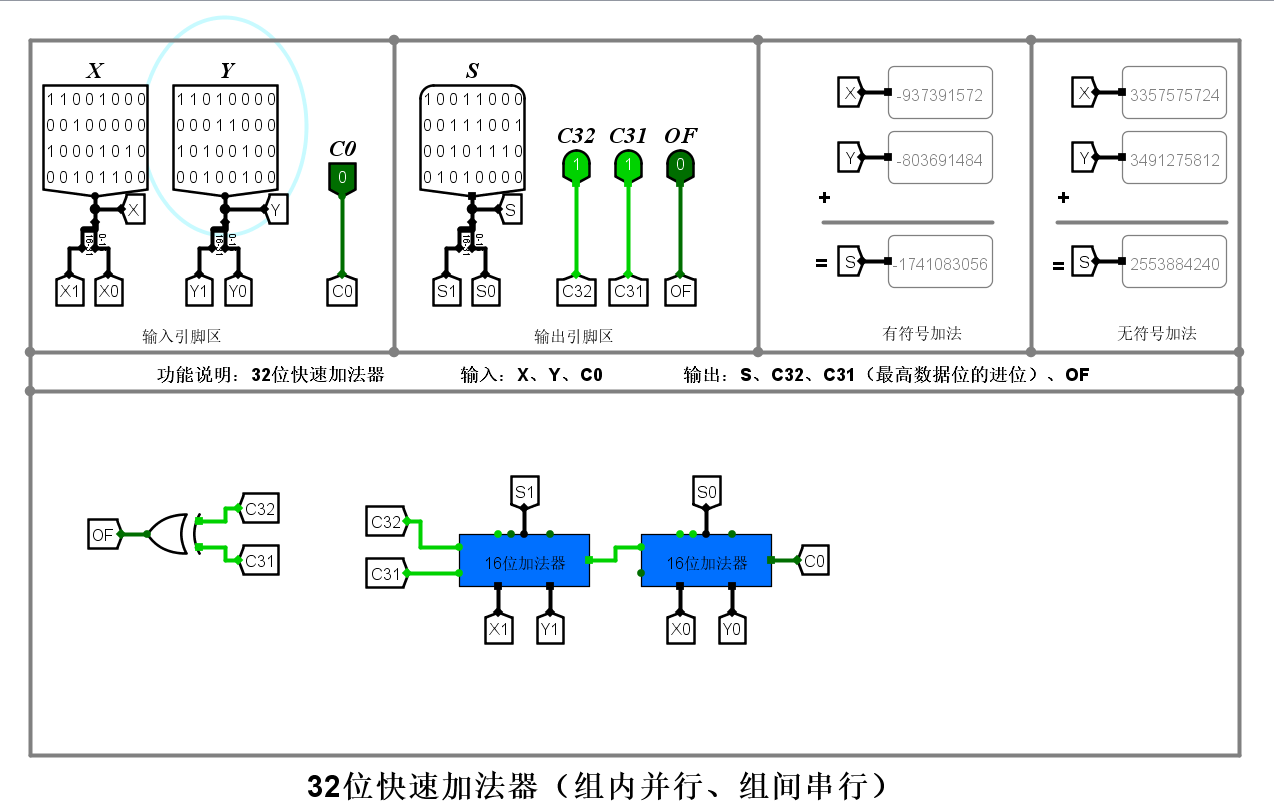 X Y C0
11001000 11010000
00100000 00011000
10001010 10100100
00101100 00100100
0
X Y
X1 X0 Y1 Y0 C0
输入引脚区
S C32 C31 OF
10011000
00111001
00101110
01010000
1 1 0
S
S1 S0 C32 C31 OF
输出引脚区
X -937391572
Y -803691484
+
= S -1741083056
有符号加法
X 3357575724
Y 3491275812
+
= S 2553884240
无符号加法
功能说明：32位快速加法器 输入：X、Y、C0 输出：S、C32、C31（最高数据位的进位）、OF
S1 S0
C32 C32
OF
C31 C31
16位加法器 16位加法器 C0
X1 Y1 X0 Y0
32位快速加法器（组内并行、组间串行）